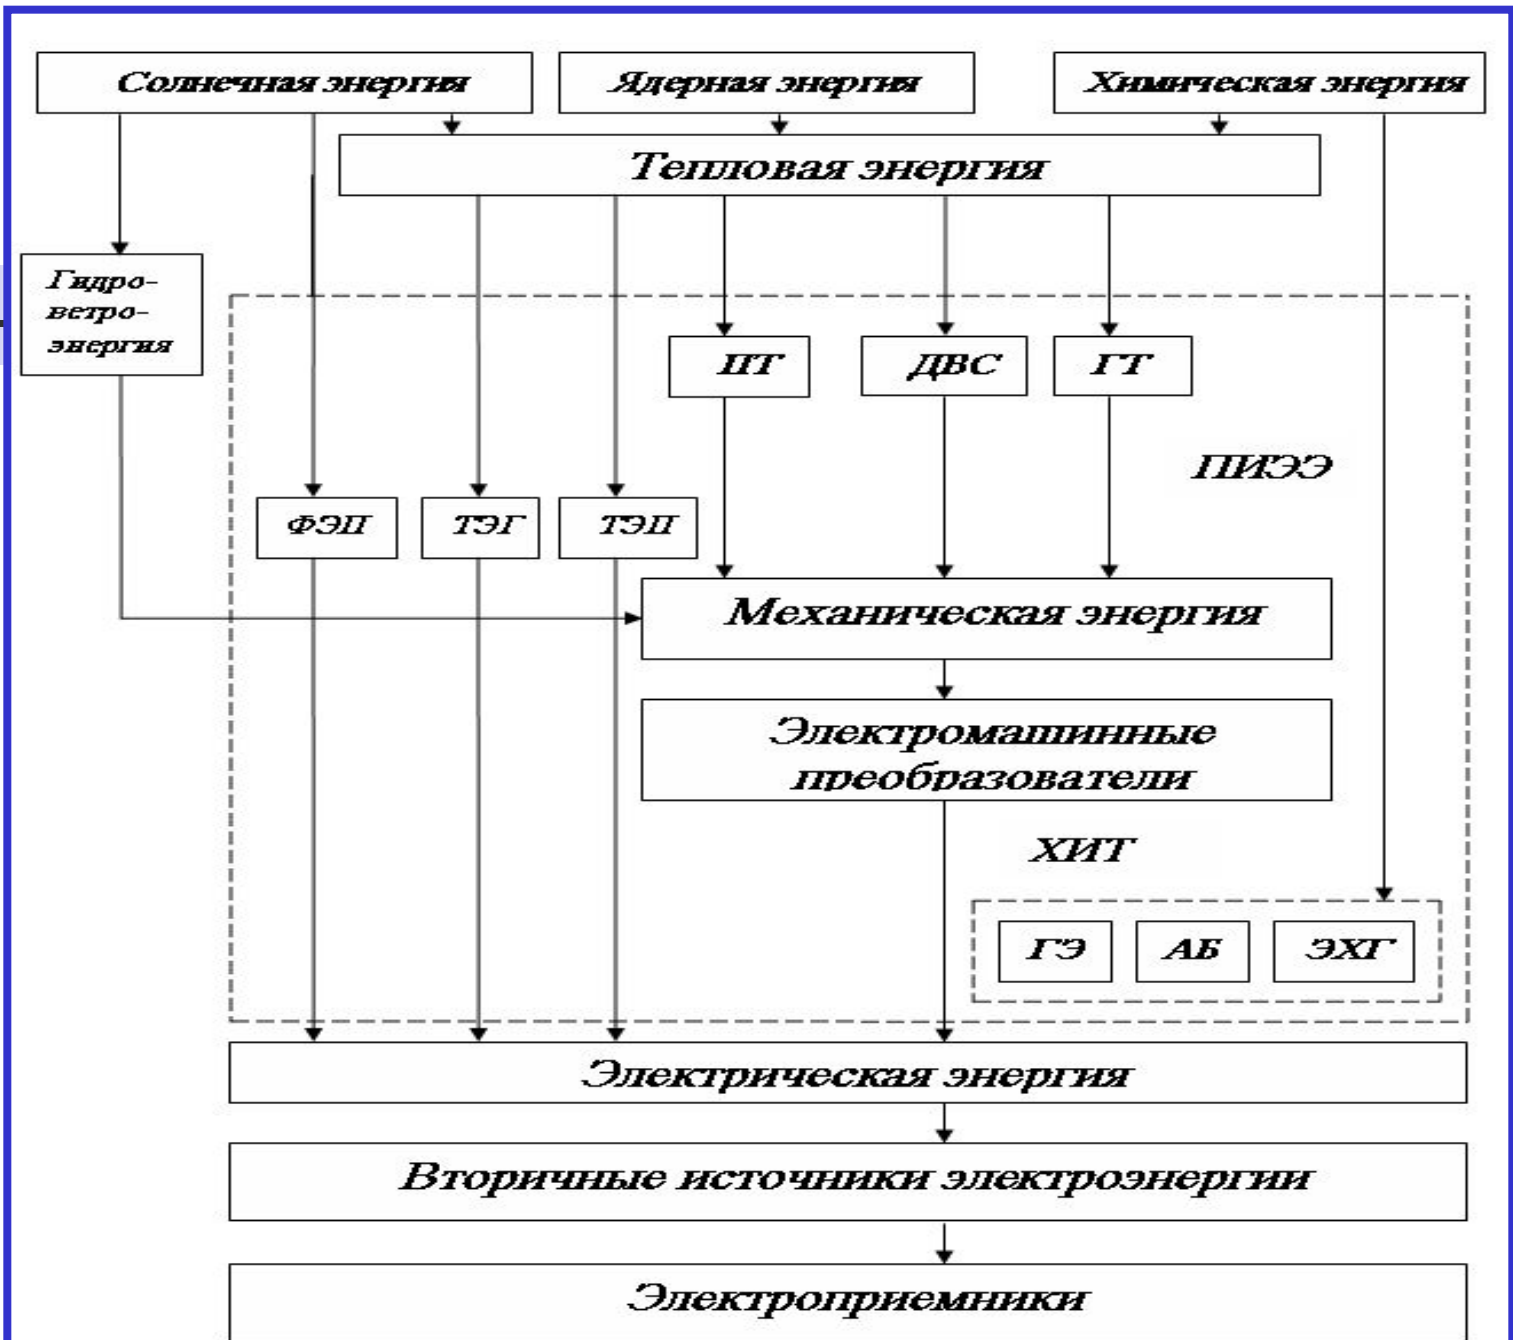 Солнечная энергия
Ядерная энергия
Химическая энергия
Тепловая энергия
Гидро-
ветро-
энергия
ПТ
ДВС
ГТ
ПИЭЭ
ФЭП
ТЭГ
ТЭП
Механическая энергия
Электромашинные
преобразователи
ХИТ
ГЭ
АБ
ЭХГ
Электрическая энергия
Вторичные источники электроэнергии
Электроприемники